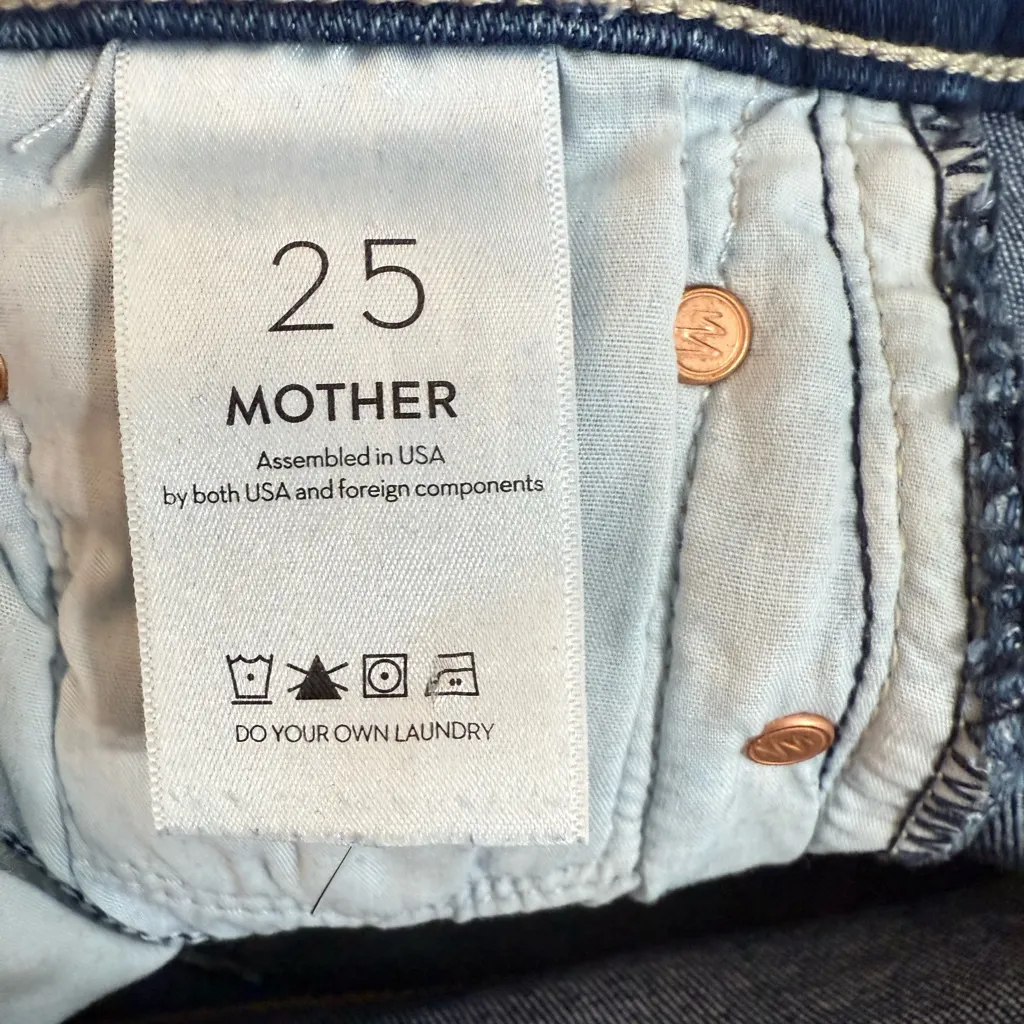 25
MOTHER
Assembled in USA
by both USA and foreign components
DO YOUR OWN LAUNDRY